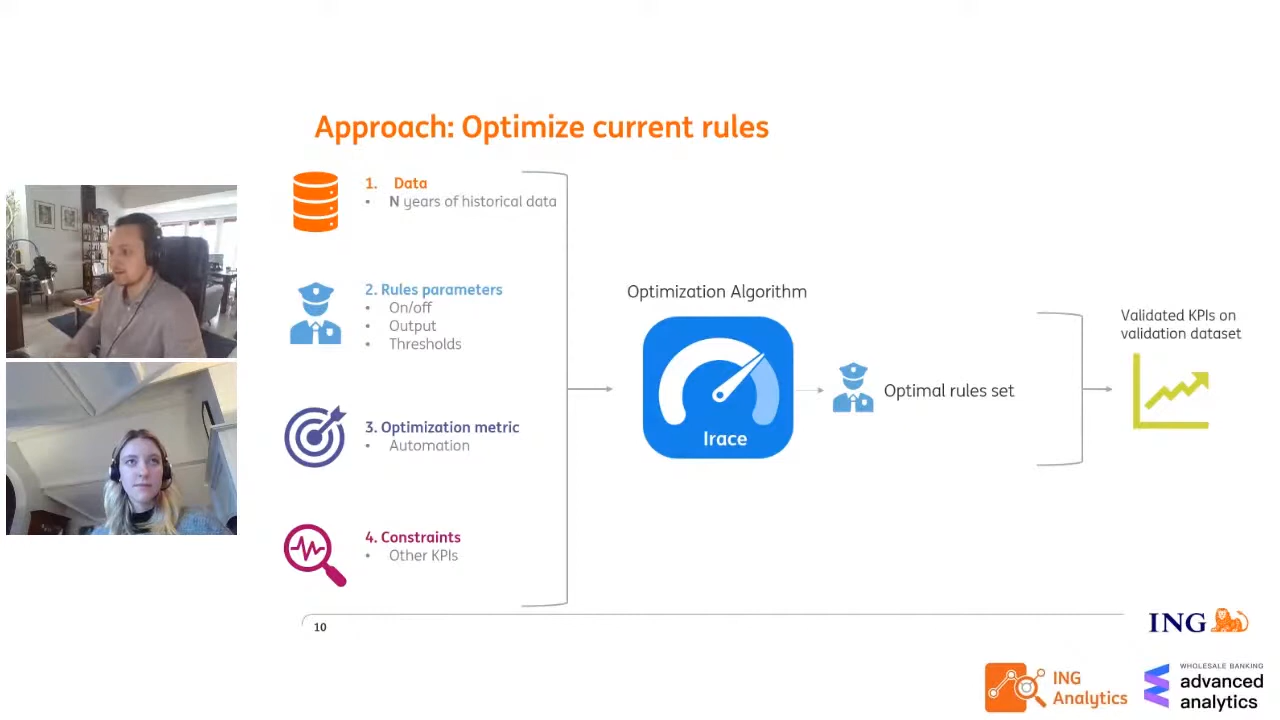 Approach: Optimize current rules
1. Data
• N years of historical data
2. Rules parameters
• On/off
• Output
• Thresholds
3. Optimization metric
• Automation
4. Constraints
• Other KPIs
Optimization Algorithm
Irace
Optimal rules set
Validated KPIs on
validation dataset
10
ING
ING
Analytics
WHOLESALE BANKING
advanced
analytics